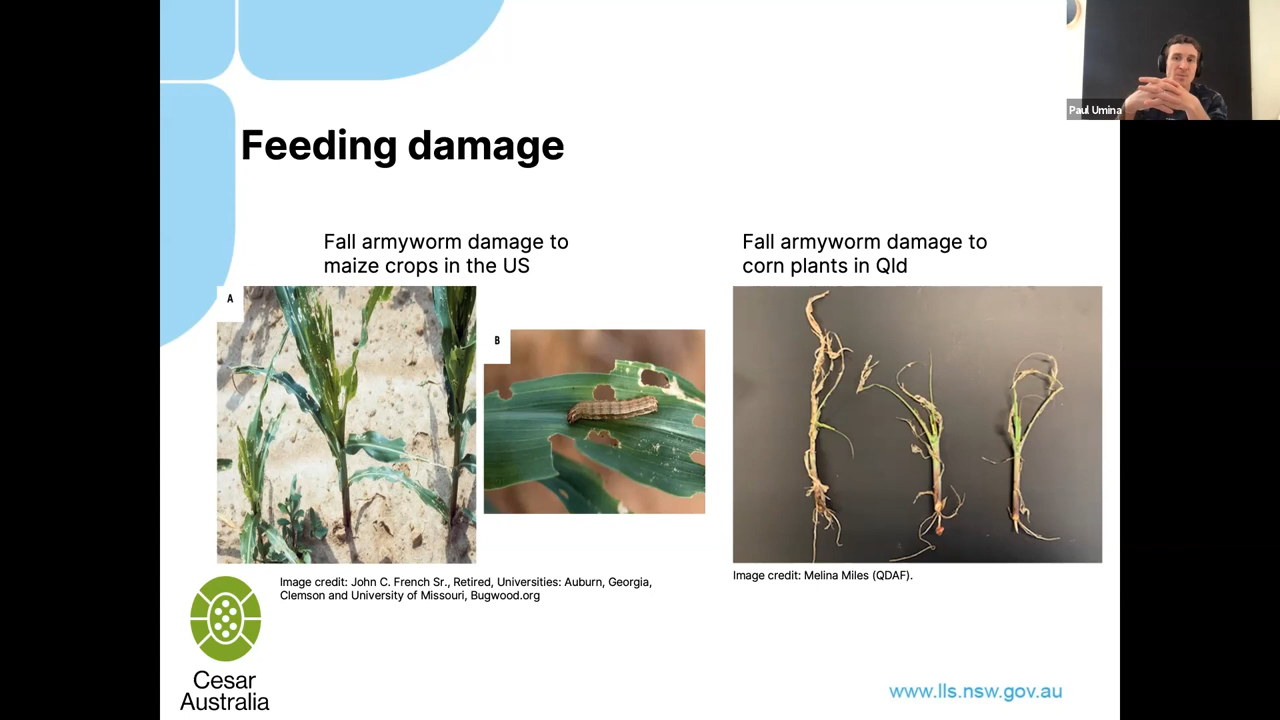 Paul Umina
Feeding damage
Fall armyworm damage to
maize crops in the US
Fall armyworm damage to
corn plants in Qld
A
B
Image credit: John C. French Sr., Retired, Universities: Auburn, Georgia,
Clemson and University of Missouri, Bugwood.org
Image credit: Melina Miles (QDAF).
Cesar
Australia
www.lls.nsw.gov.au